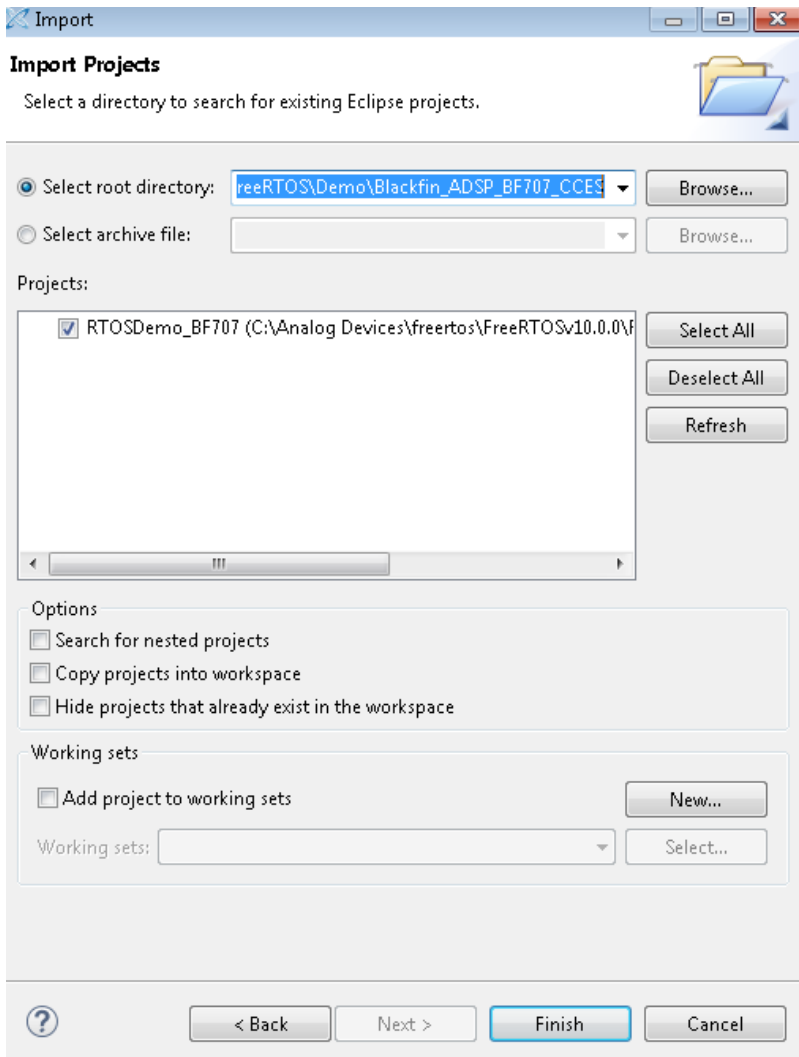 Import
Import Projects
Select a directory to search for existing Eclipse projects.
Select root directory: reeRTOS\Demo\Blackfin_ADSP_BF707_CCES Browse...
Select archive file: Browse...
Projects:
RTOSDemo_BF707 (C:\Analog Devices\freertos\FreeRTOSv10.0.0\F
Select All
Deselect All
Refresh
Options
Search for nested projects
Copy projects into workspace
Hide projects that already exist in the workspace
Working sets
Add project to working sets New...
Working sets: Select...
? < Back Next > Finish Cancel